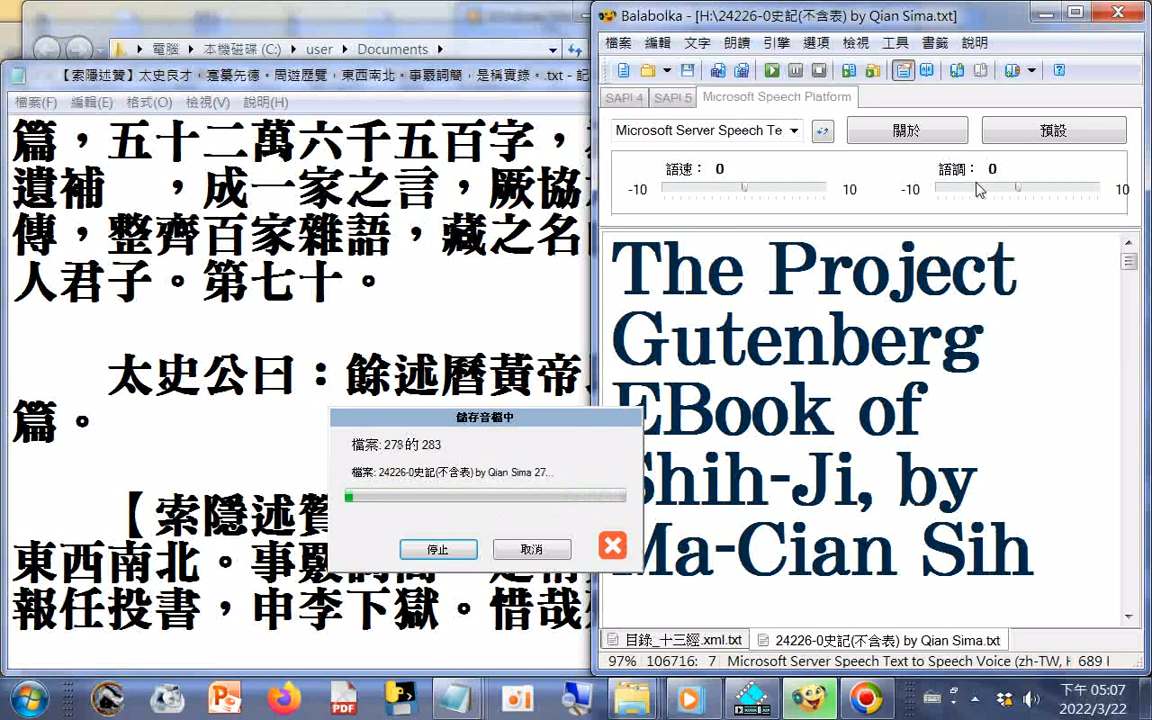 電腦 ▸ 本機磁碟 (C:) ▸ user ▸ Documents ▸
【索隱述贊】太史良才，寔纂先德。周遊歷覽，東西南北。事覈詞簡，是稱實錄。.txt - 記
檔案(F) 編輯(E) 格式(O) 檢視(V) 說明(H)
篇，五十二萬六千五百字，
遺補　，成一家之言，厥協
傳，整齊百家雜語，藏之名
人君子。第七十。
太史公曰：餘述曆黃帝
篇。
【索隱述贊
東西南北。事覈
報任投書，申李下獄。惜哉
Balabolka - [H:\24226-0史記(不含表) by Qian Sima.txt]
檔案 編輯 文字 朗讀 引擎 選項 檢視 工具 書籤 說明
SAPI 4 SAPI 5 Microsoft Speech Platform
Microsoft Server Speech Te 關於 預設
語速： 0 語調： 0
-10 10 -10 10
The Project
Gutenberg
EBook of
Shih-Ji, by
Ma-Cian Sih
儲存音檔中
檔案: 278 的 283
檔案: 24226-0史記(不含表) by Qian Sima 27...
停止 取消
目錄_十三經.xml.txt 24226-0史記(不含表) by Qian Sima.txt
97% 106716: 7 Microsoft Server Speech Text to Speech Voice (zh-TW, H 689 I
PDF
下午 05:07
2022/3/22